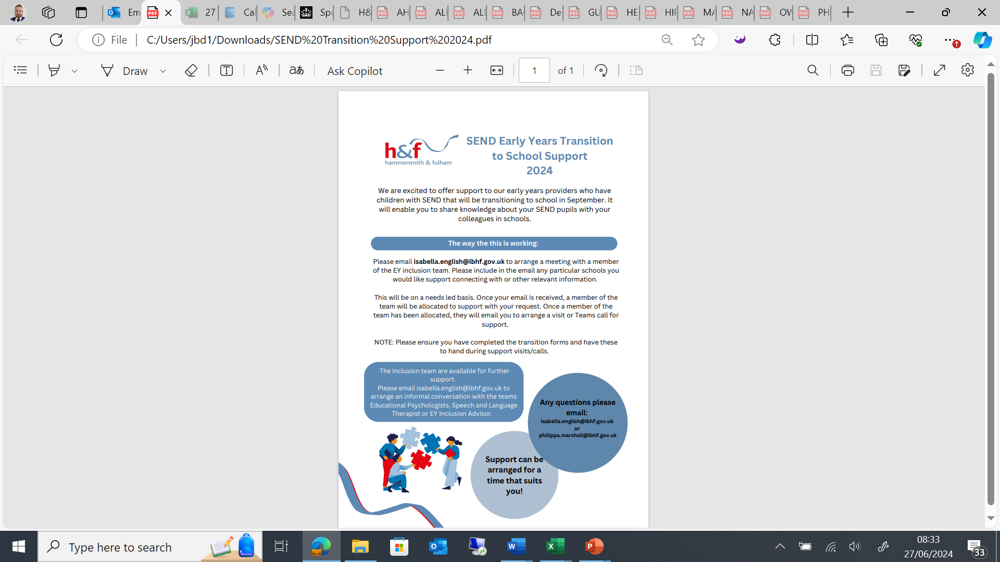 Em
27
Cal
Sea
Spe
H&
AH
ALI
ALI
BA
De
GU
HE
HIF
MA
NA
OV
PH
File
C:/Users/jbd1/Downloads/SEND%20Transition%20Support%202024.pdf
Draw
Ask Copilot
1
of 1
h&f
hammersmith & fulham
SEND Early Years Transition
to School Support
2024
We are excited to offer support to our early years providers who have
children with SEND that will be transitioning to school in September. It
will enable you to share knowledge about your SEND pupils with your
colleagues in schools.
The way the this is working:
Please email isabella.english@lbhf.gov.uk to arrange a meeting with a member
of the EY inclusion team. Please include in the email any particular schools you
would like support connecting with or other relevant information.
This will be on a needs led basis. Once your email is received, a member of the
team will be allocated to support with your request. Once a member of the
team has been allocated, they will email you to arrange a visit or Teams call for
support.
NOTE: Please ensure you have completed the transition forms and have these
to hand during support visits/calls.
The inclusion team are available for further
support.
Please email isabella.english@lbhf.gov.uk to
arrange an informal conversation with the teams
Educational Psychologists, Speech and Language
Therapist or EY Inclusion Advisor.
Any questions please
email:
isabella.english@lbhf.gov.uk
or
philippa.marshall@lbhf.gov.uk
Support can be
arranged for a
time that suits
you!
Type here to search
08:33
27/06/2024
33